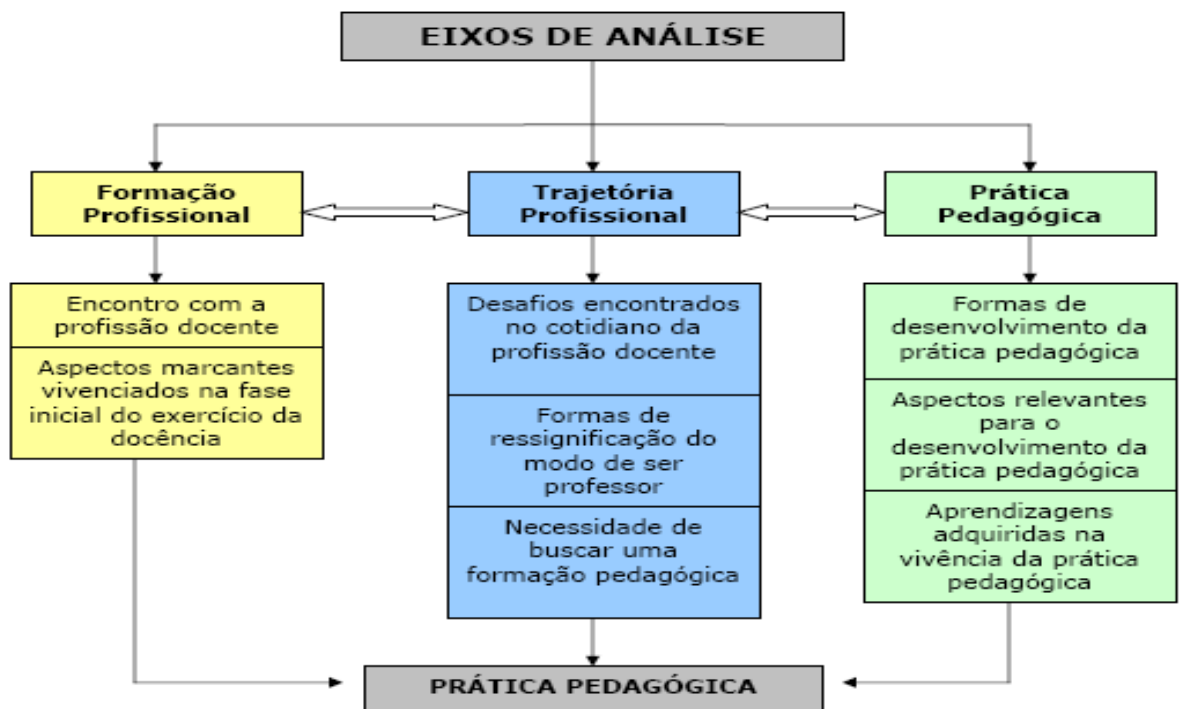 EIXOS DE ANÁLISE
Formação
Profissional
Trajetória
Profissional
Prática
Pedagógica
Encontro com a
profissão docente
Aspectos marcantes
vivenciados na fase
inicial do exercício da
docência
Desafios encontrados
no cotidiano da
profissão docente
Formas de
ressignificação do
modo de ser
professor
Necessidade de
buscar uma
formação pedagógica
Formas de
desenvolvimento da
prática pedagógica
Aspectos relevantes
para o
desenvolvimento da
prática pedagógica
Aprendizagens
adquiridas na
vivência da prática
pedagógica
PRÁTICA PEDAGÓGICA